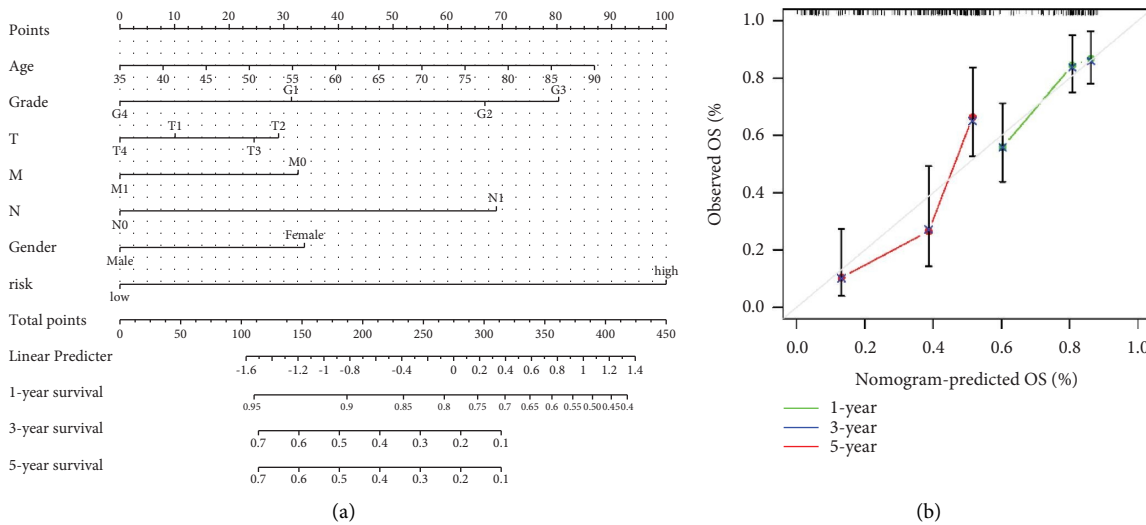 Points
0 10 20 30 40 50 60 70 80 90 100
Age
35 40 45 50 55 60 65 70 75 80 85 90
Grade
G1 G3
G4 G2
T
T1 T2
T4 T3
M
M0
M1
N
N1
N0
Gender
Female
Male
risk
high
low
Total points
0 50 100 150 200 250 300 350 400 450
Linear Predicter
-1.6 -1.2 -1 -0.8 -0.4 0 0.2 0.4 0.6 0.8 1 1.2 1.4
1-year survival
0.95 0.9 0.85 0.8 0.75 0.7 0.65 0.6 0.55 0.50 0.45 0.4
3-year survival
0.7 0.6 0.5 0.4 0.3 0.2 0.1
5-year survival
0.7 0.6 0.5 0.4 0.3 0.2 0.1
(a)
Observed OS (%)
1.0
0.8
0.6
0.4
0.2
0.0
0.0 0.2 0.4 0.6 0.8 1.0
Nomogram-predicted OS (%)
1-year
3-year
5-year
(b)